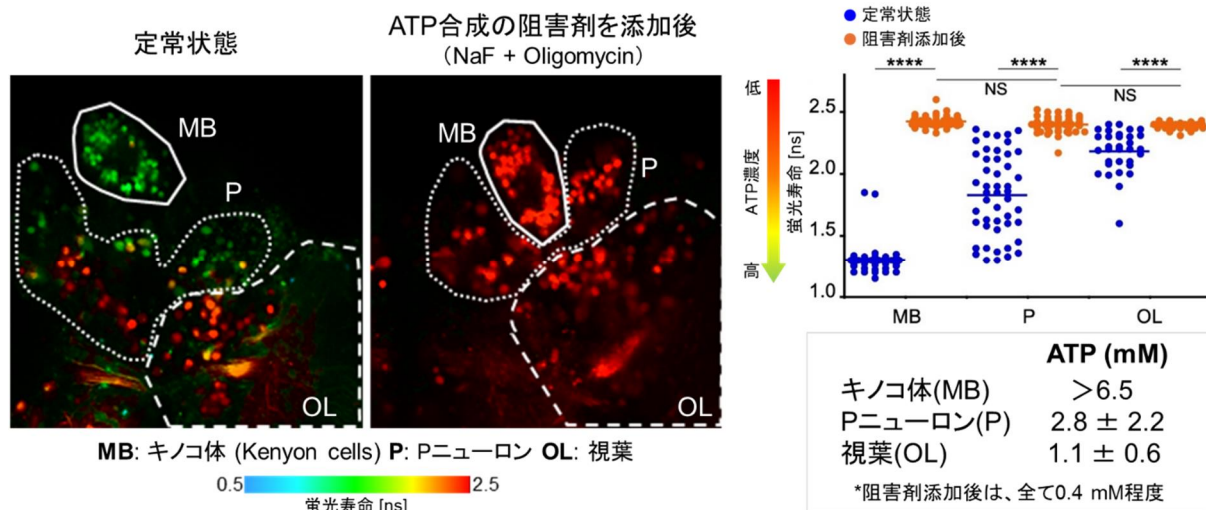 定常状態
ATP合成の阻害剤を添加後
(NaF + Oligomycin)
MB
P
OL
MB
P
OL
MB: キノコ体 (Kenyon cells) P: Pニューロン OL: 視葉
0.5
2.5
蛍光寿命 [ns]
定常状態
阻害剤添加後
**** **** ****
NS
NS
低
ATP濃度
高
蛍光寿命 [ns]
2.5
2.0
1.5
1.0
MB P OL
ATP (mM)
キノコ体(MB) >6.5
Pニューロン(P) 2.8 ± 2.2
視葉(OL) 1.1 ± 0.6
*阻害剤添加後は、全て0.4 mM程度